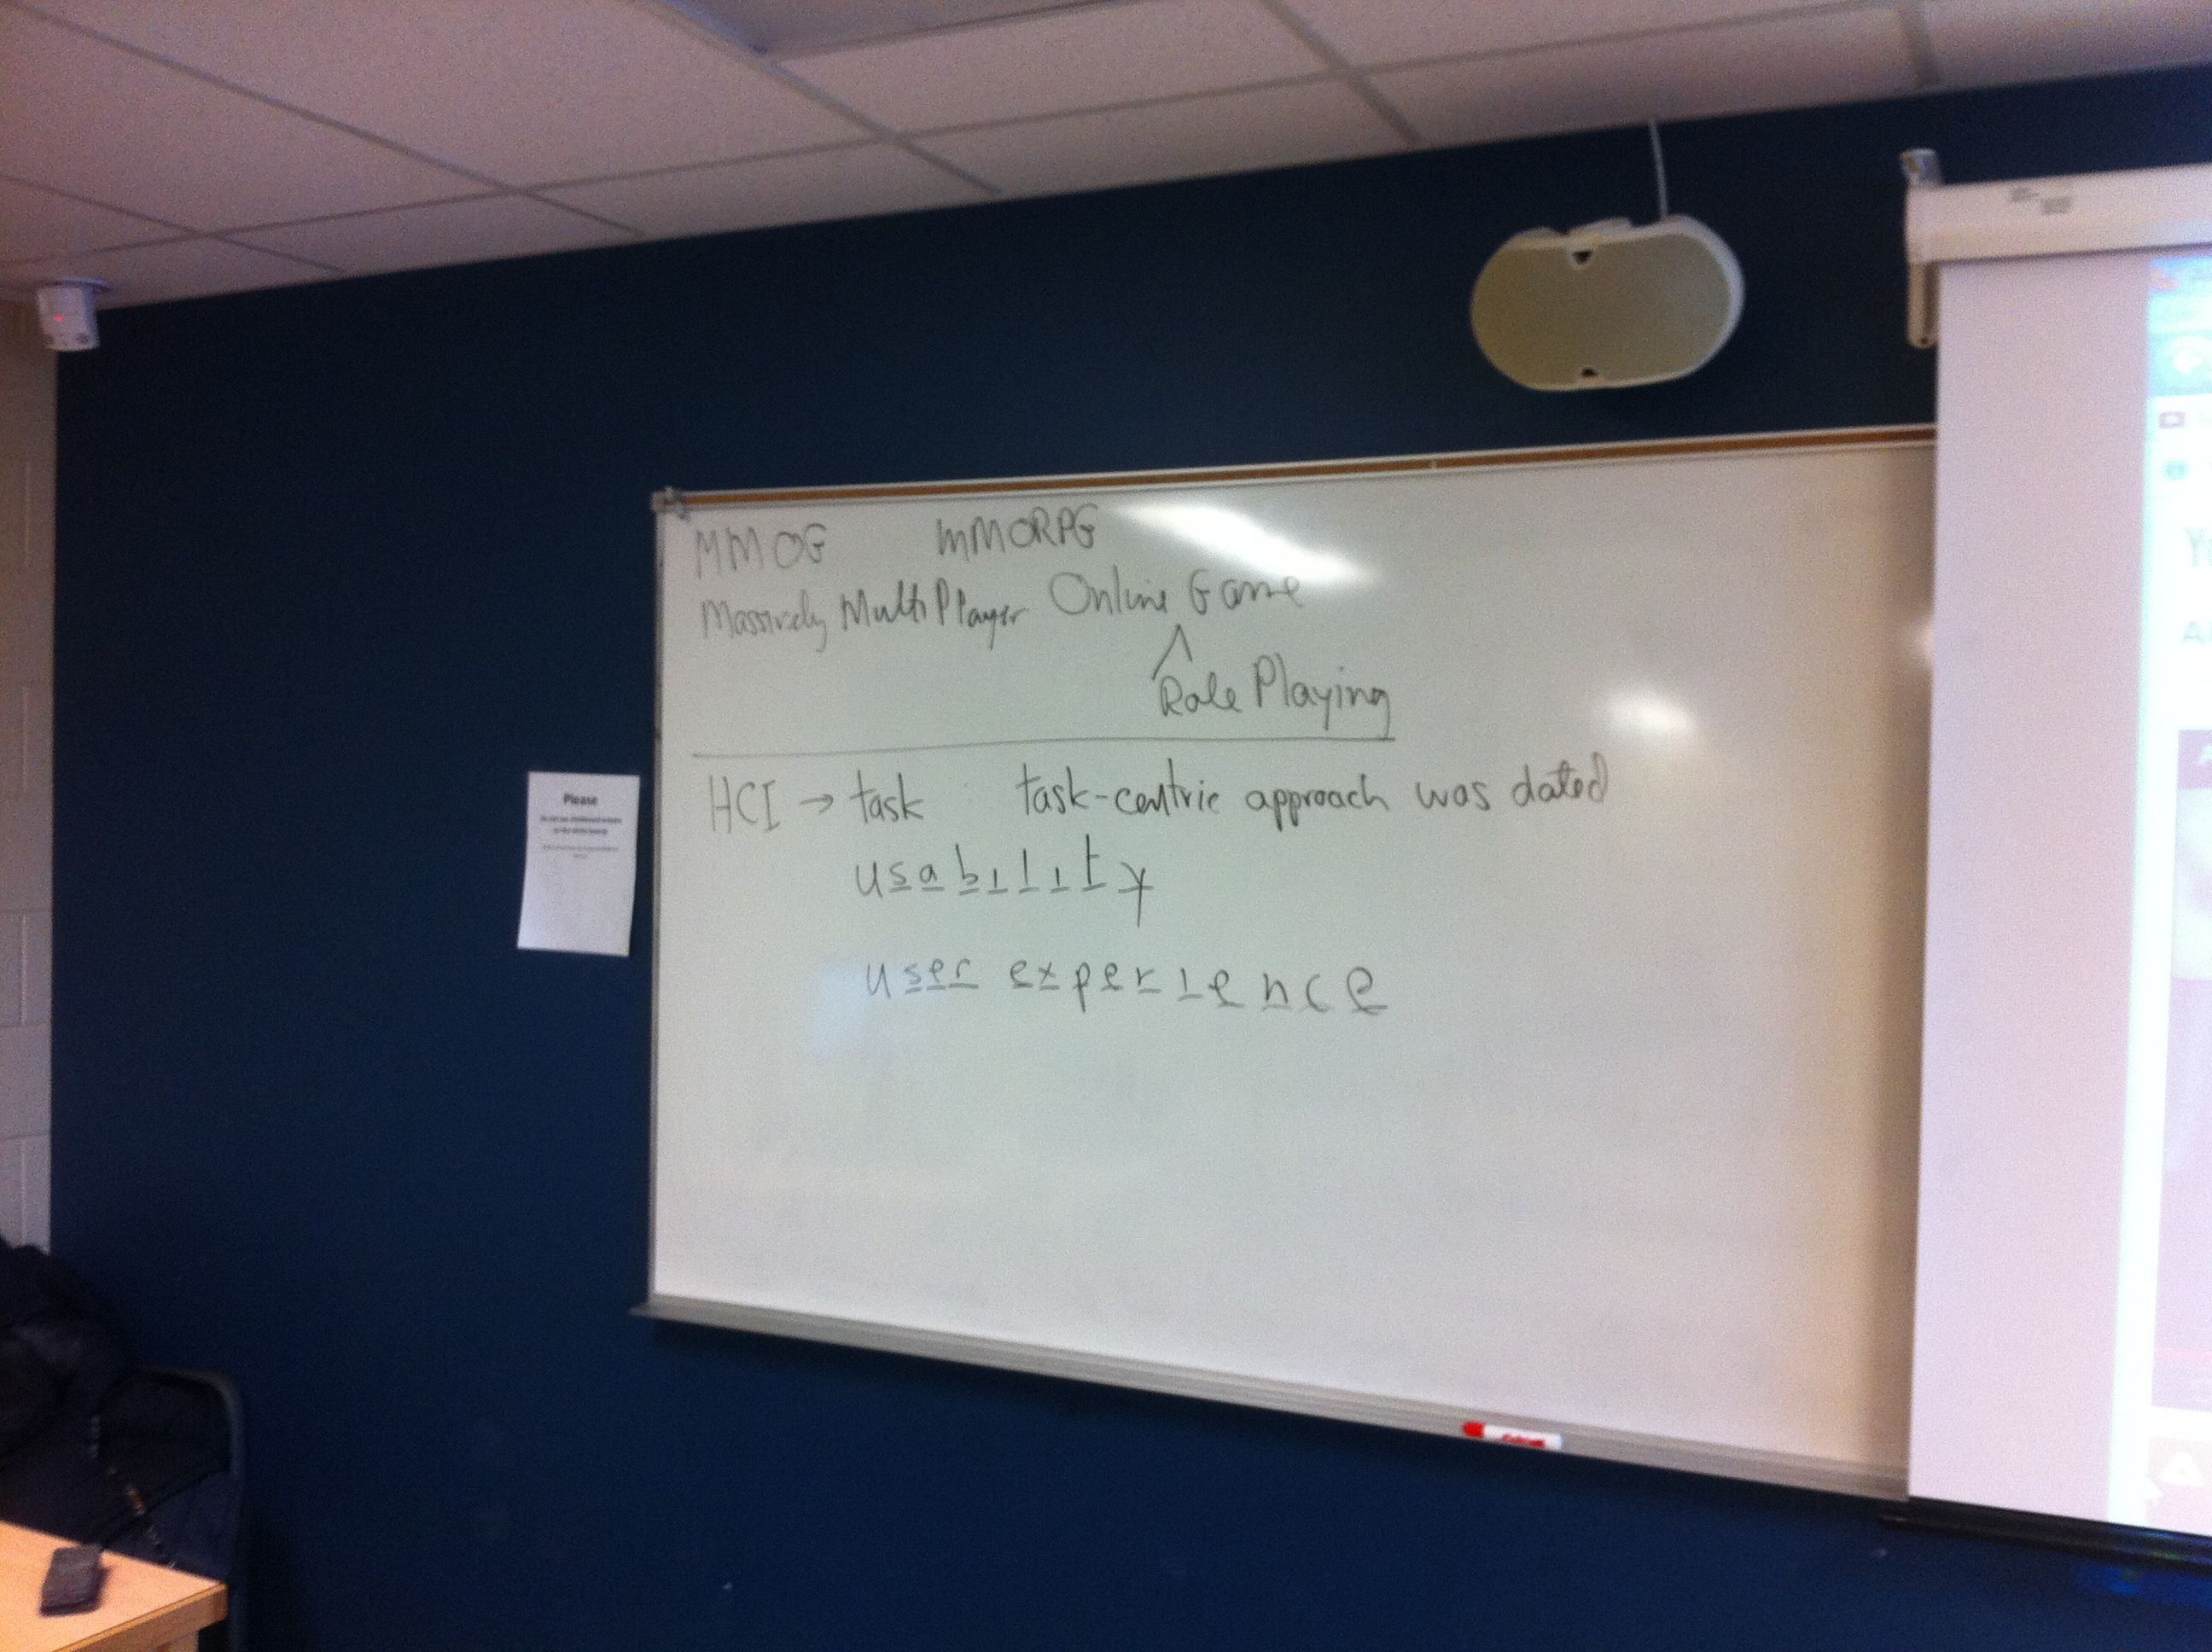 MMOG mMORPG
Massively MultiPlayer Online Game
^
Role Playing
HCI → task task-centric approach was dated
usability
user experience
Please